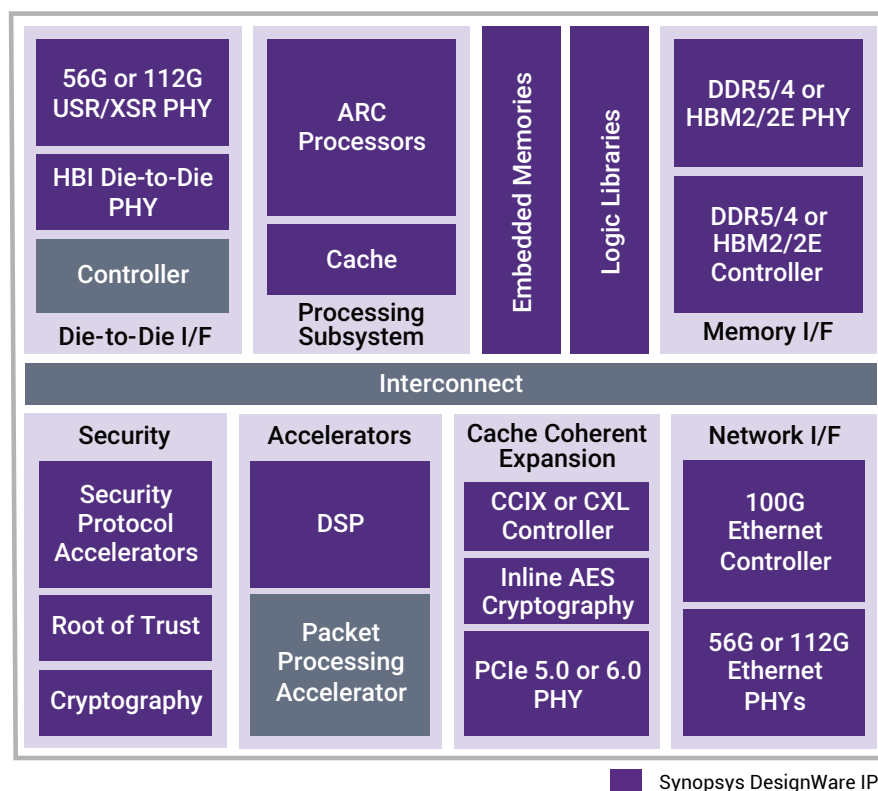 56G or 112G
USR/XSR PHY
HBI Die-to-Die
PHY
Controller
Die-to-Die I/F
ARC
Processors
Cache
Processing
Subsystem
Embedded Memories
Logic Libraries
DDR5/4 or
HBM2/2E PHY
DDR5/4 or
HBM2/2E
Controller
Memory I/F
Interconnect
Security
Security
Protocol
Accelerators
Root of Trust
Cryptography
Accelerators
DSP
Packet
Processing
Accelerator
Cache Coherent
Expansion
CCIX or CXL
Controller
Inline AES
Cryptography
PCIe 5.0 or 6.0
PHY
Network I/F
100G
Ethernet
Controller
56G or 112G
Ethernet
PHYs
Synopsys DesignWare IP